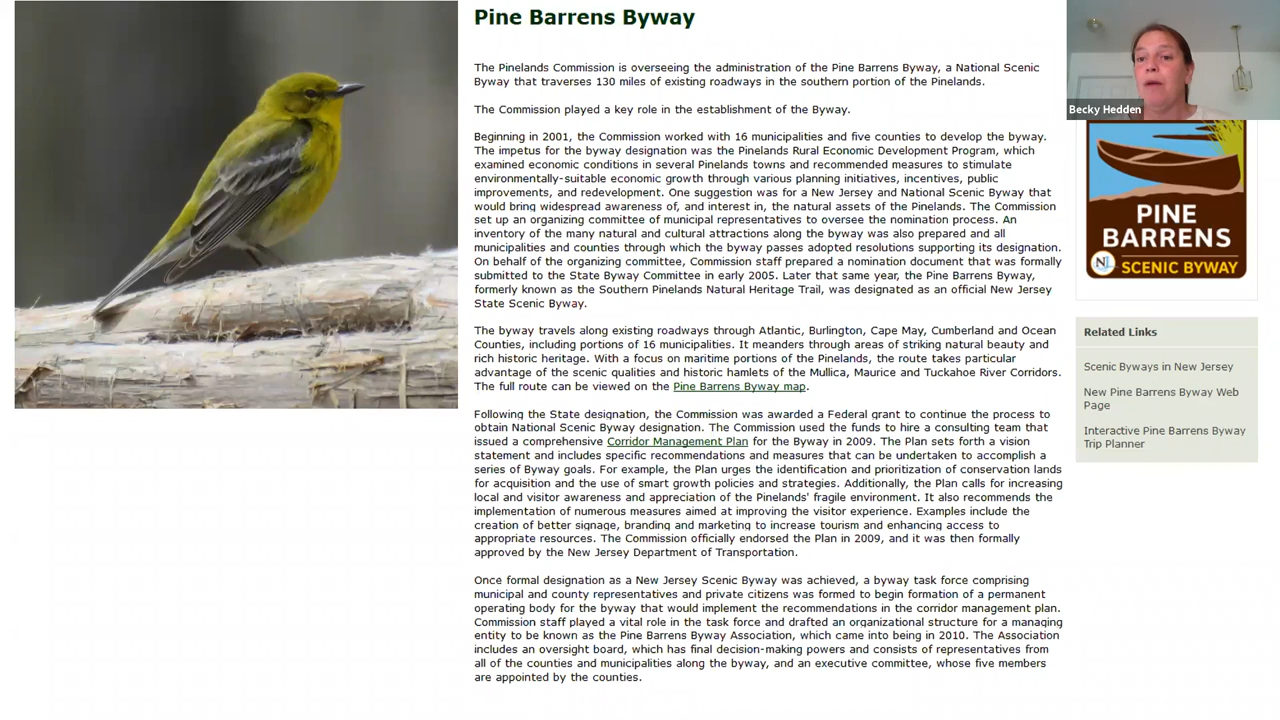 Pine Barrens Byway
The Pinelands Commission is overseeing the administration of the Pine Barrens Byway, a National Scenic
Byway that traverses 130 miles of existing roadways in the southern portion of the Pinelands.
The Commission played a key role in the establishment of the Byway.
Beginning in 2001, the Commission worked with 16 municipalities and five counties to develop the byway.
The impetus for the byway designation was the Pinelands Rural Economic Development Program, which
examined economic conditions in several Pinelands towns and recommended measures to stimulate
environmentally-suitable economic growth through various planning initiatives, incentives, public
improvements, and redevelopment. One suggestion was for a New Jersey and National Scenic Byway that
would bring widespread awareness of, and interest in, the natural assets of the Pinelands. The Commission
set up an organizing committee of municipal representatives to oversee the nomination process. An
inventory of the many natural and cultural attractions along the byway was also prepared and all
municipalities and counties through which the byway passes adopted resolutions supporting its designation.
On behalf of the organizing committee, Commission staff prepared a nomination document that was formally
submitted to the State Byway Committee in early 2005. Later that same year, the Pine Barrens Byway,
formerly known as the Southern Pinelands Natural Heritage Trail, was designated as an official New Jersey
State Scenic Byway.
The byway travels along existing roadways through Atlantic, Burlington, Cape May, Cumberland and Ocean
Counties, including portions of 16 municipalities. It meanders through areas of striking natural beauty and
rich historic heritage. With a focus on maritime portions of the Pinelands, the route takes particular
advantage of the scenic qualities and historic hamlets of the Mullica, Maurice and Tuckahoe River Corridors.
The full route can be viewed on the Pine Barrens Byway map.
Following the State designation, the Commission was awarded a Federal grant to continue the process to
obtain National Scenic Byway designation. The Commission used the funds to hire a consulting team that
issued a comprehensive Corridor Management Plan for the Byway in 2009. The Plan sets forth a vision
statement and includes specific recommendations and measures that can be undertaken to accomplish a
series of Byway goals. For example, the Plan urges the identification and prioritization of conservation lands
for acquisition and the use of smart growth policies and strategies. Additionally, the Plan calls for increasing
local and visitor awareness and appreciation of the Pinelands' fragile environment. It also recommends the
implementation of numerous measures aimed at improving the visitor experience. Examples include the
creation of better signage, branding and marketing to increase tourism and enhancing access to
appropriate resources. The Commission officially endorsed the Plan in 2009, and it was then formally
approved by the New Jersey Department of Transportation.
Once formal designation as a New Jersey Scenic Byway was achieved, a byway task force comprising
municipal and county representatives and private citizens was formed to begin formation of a permanent
operating body for the byway that would implement the recommendations in the corridor management plan.
Commission staff played a vital role in the task force and drafted an organizational structure for a managing
entity to be known as the Pine Barrens Byway Association, which came into being in 2010. The Association
includes an oversight board, which has final decision-making powers and consists of representatives from
all of the counties and municipalities along the byway, and an executive committee, whose five members
are appointed by the counties.
Becky Hedden
PINE
BARRENS
SCENIC BYWAY
Related Links
Scenic Byways in New Jersey
New Pine Barrens Byway Web
Page
Interactive Pine Barrens Byway
Trip Planner